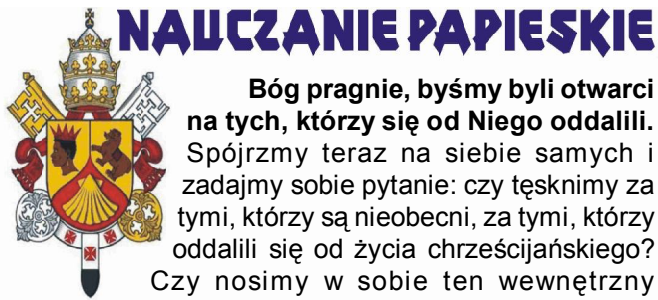 NAUCZANIE PAPIESKIE
Bóg pragnie, byśmy byli otwarci
na tych, którzy się od Niego oddalili.
Spójrzmy teraz na siebie samych i
zadajmy sobie pytanie: czy tęsknimy za
tymi, którzy są nieobecni, za tymi, którzy
oddalili się od życia chrześcijańskiego?
Czy nosimy w sobie ten wewnętrzny